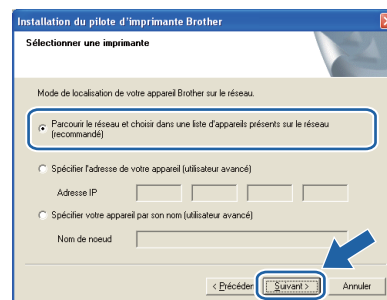 Installation du pilote d'imprimante Brother
Sélectionner une imprimante
Mode de localisation de votre appareil Brother sur le réseau.
Parcourir le réseau et choisir dans une liste d'appareils présents sur le réseau
(recommandé)
Spécifier l'adresse de votre appareil (utilisateur avancé)
Adresse IP
Spécifier votre appareil par son nom (utilisateur avancé)
Nom de noeud
< Précéden Suivant > Annuler